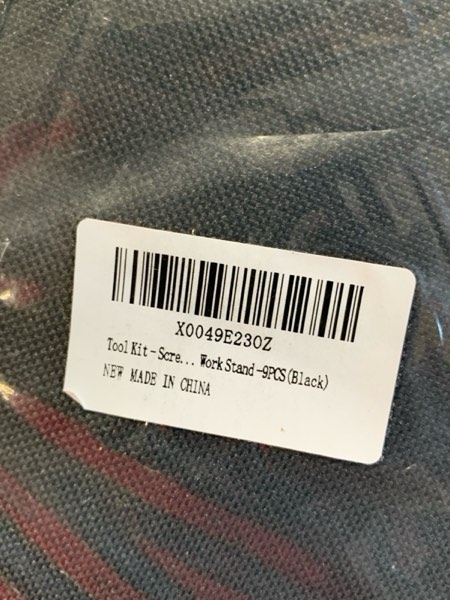 X0049E230Z
Tool Kit-Scre... Work Stand-9PCS(Black)
NEW MADE IN CHINA